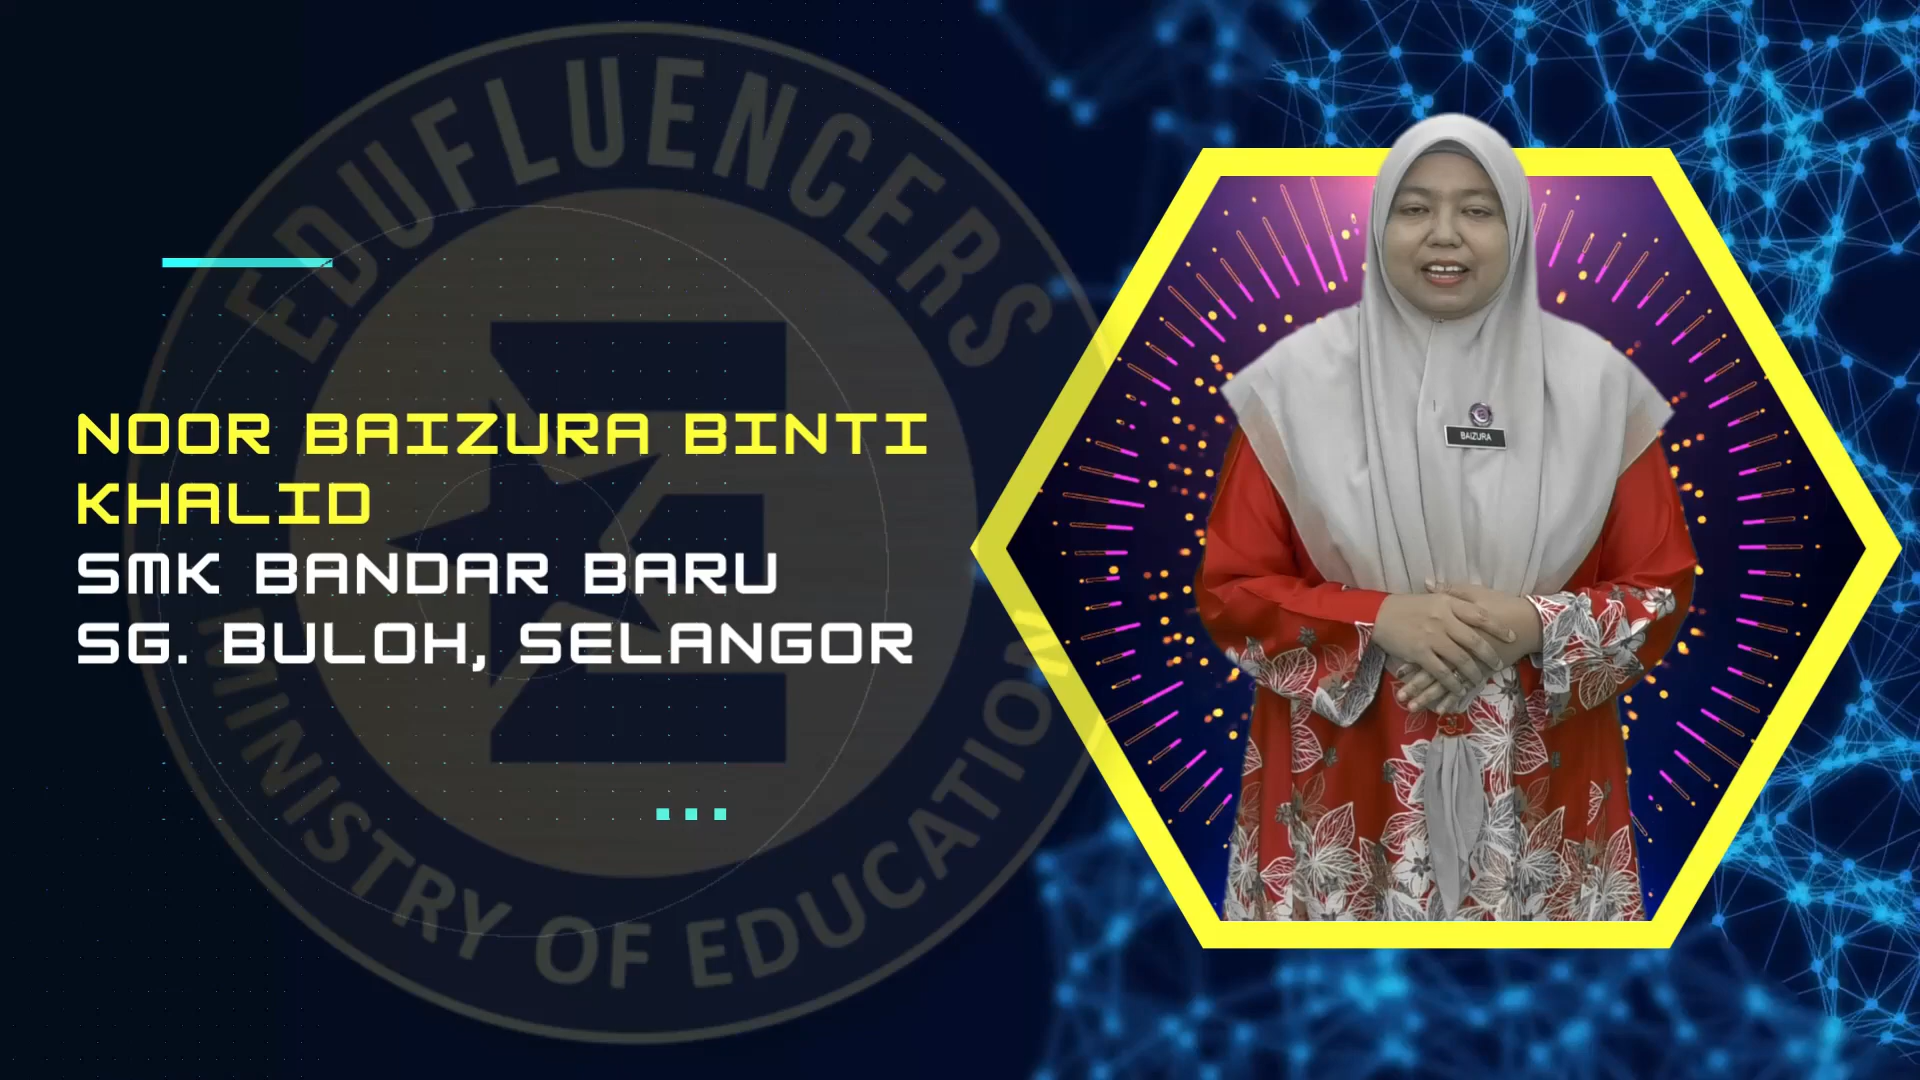 EDUFLUENCERS
NOOR BAIZURA BINTI
KHALID
SMK BANDAR BARU
SG. BULOH, SELANGOR
MINISTRY OF EDUCATION
BAIZURA